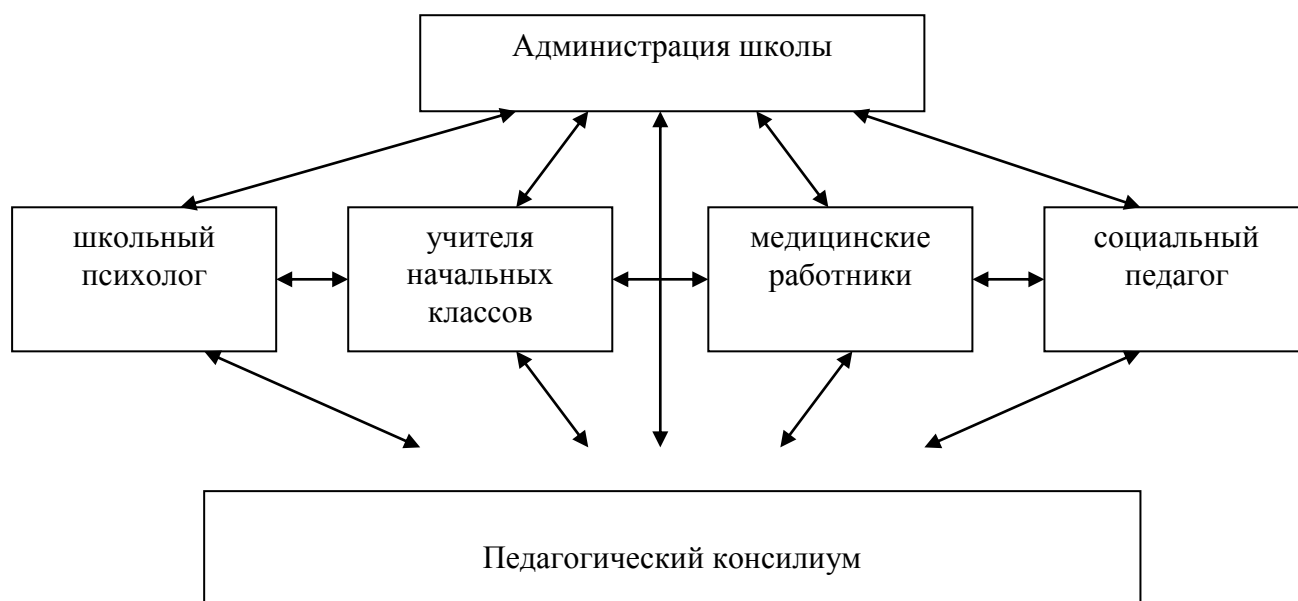 Администрация школы
школьный
психолог
учителя
начальных
классов
медицинские
работники
социальный
педагог
Педагогический консилиум